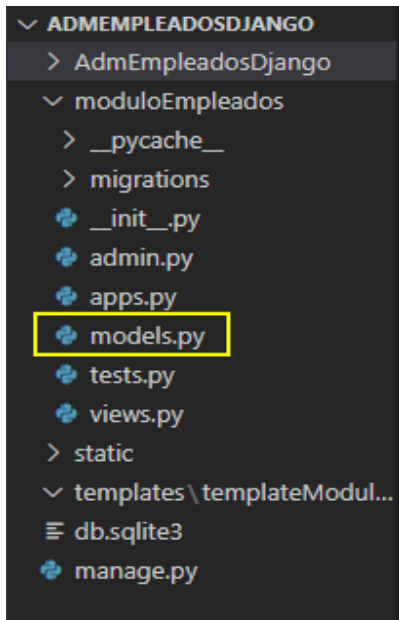 ADMEMPLEADOSDJANGO
AdmEmpleadosDjango
moduloEmpleados
__pycache__
migrations
__init__.py
admin.py
apps.py
models.py
tests.py
views.py
static
templates\templateModul...
db.sqlite3
manage.py